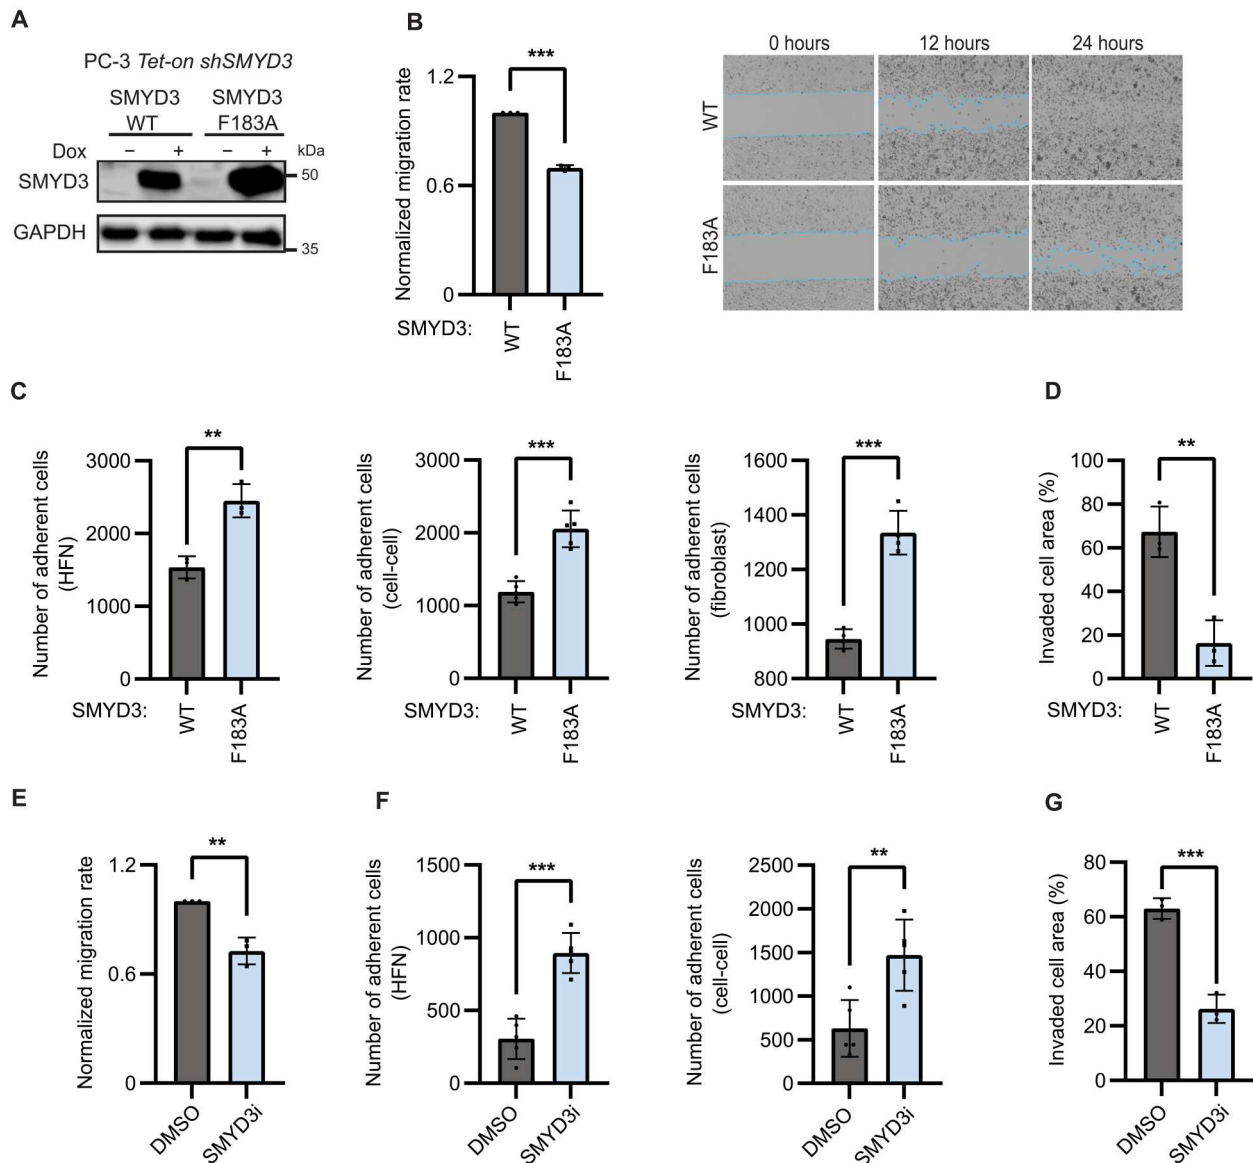 A
PC-3 Tet-on shSMYD3
SMYD3 WT
SMYD3 F183A
Dox − + − + kDa
SMYD3
50
GAPDH
35
B
Normalized migration rate
1.2
0.6
0
***
SMYD3:
WT
F183A
0 hours 12 hours 24 hours
WT
F183A
C
Number of adherent cells
(HFN)
3000
2000
1000
0
**
SMYD3:
WT
F183A
Number of adherent cells
(cell-cell)
3000
2000
1000
0
***
SMYD3:
WT
F183A
Number of adherent cells
(fibroblast)
1600
1400
1200
1000
800
***
SMYD3:
WT
F183A
D
Invaded cell area (%)
100
80
60
40
20
0
**
SMYD3:
WT
F183A
E
Normalized migration rate
1.2
0.6
0
**
DMSO
SMYD3i
F
Number of adherent cells
(HFN)
1500
1000
500
0
***
DMSO
SMYD3i
Number of adherent cells
(cell-cell)
2500
2000
1500
1000
500
0
**
DMSO
SMYD3i
G
Invaded cell area (%)
80
60
40
20
0
***
DMSO
SMYD3i